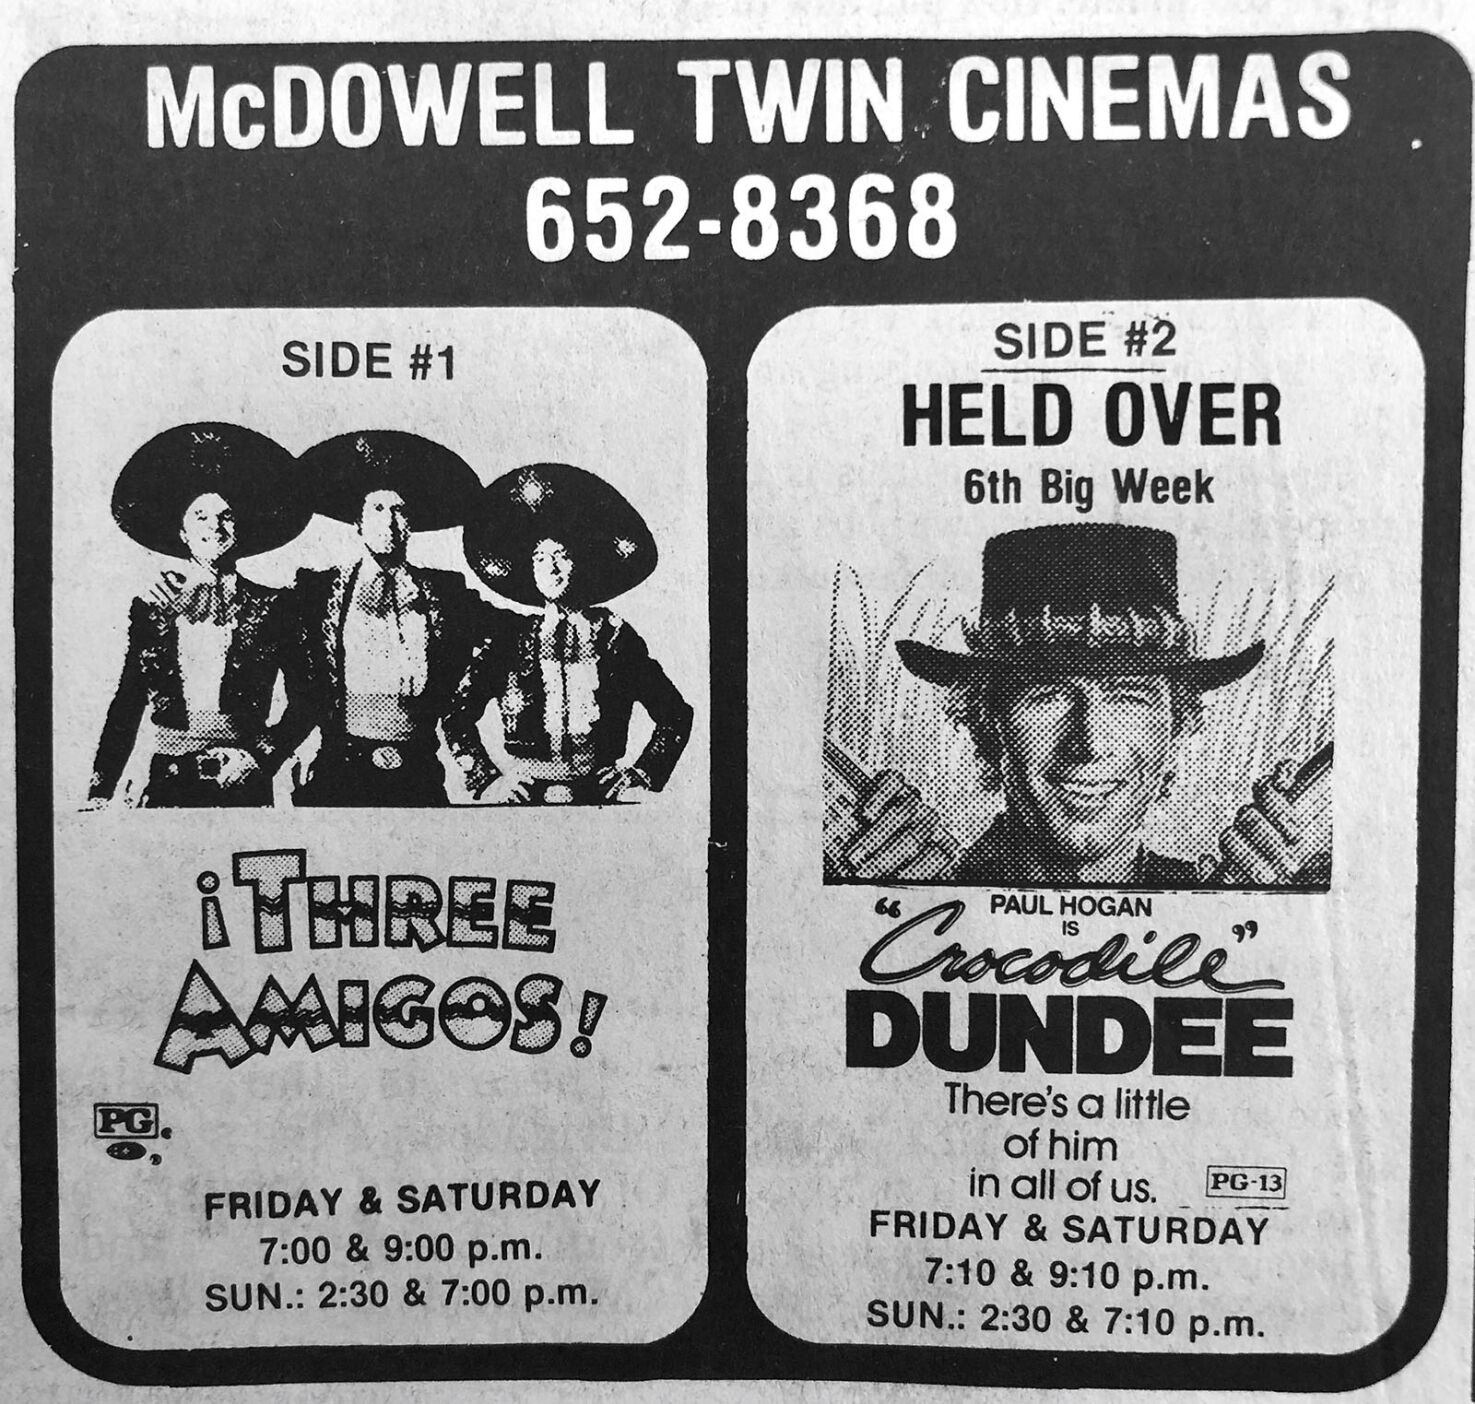 McDOWELL TWIN CINEMAS
652-8368
SIDE #1
¡THREE
AMIGOS!
PG
FRIDAY & SATURDAY
7:00 & 9:00 p.m.
SUN.: 2:30 & 7:00 p.m.
SIDE #2
HELD OVER
6th Big Week
PAUL HOGAN
IS
“Crocodile”
DUNDEE
There's a little
of him
in all of us.
PG-13
FRIDAY & SATURDAY
7:10 & 9:10 p.m.
SUN.: 2:30 & 7:10 p.m.